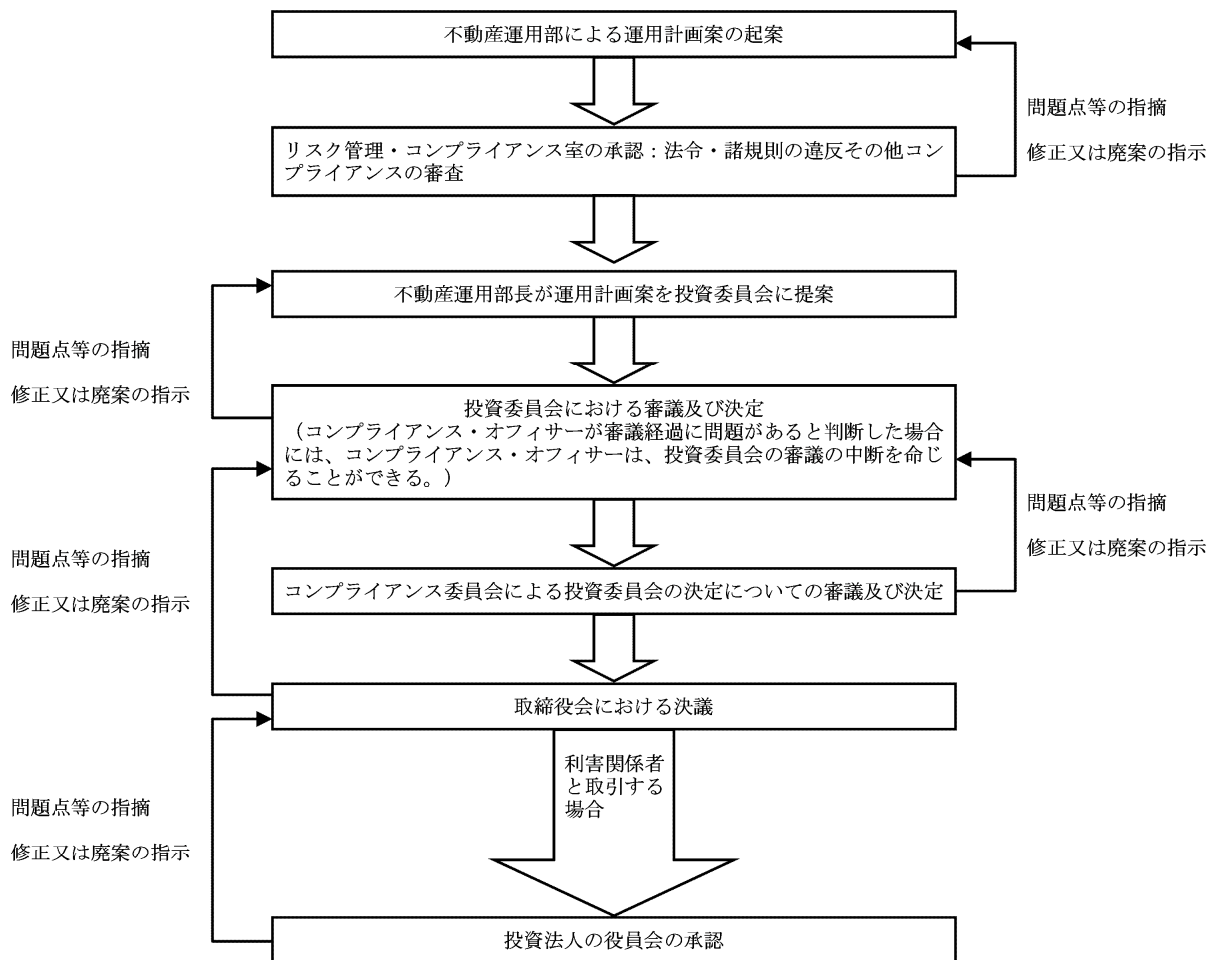 不動産運用部による運用計画案の起案
問題点等の指摘
修正又は廃案の指示
リスク管理・コンプライアンス室の承認：法令・諸規則の違反その他コン
プライアンスの審査
不動産運用部長が運用計画案を投資委員会に提案
問題点等の指摘
修正又は廃案の指示
投資委員会における審議及び決定
（コンプライアンス・オフィサーが審議経過に問題があると判断した場合
には、コンプライアンス・オフィサーは、投資委員会の審議の中断を命じ
ることができる。）
問題点等の指摘
修正又は廃案の指示
問題点等の指摘
修正又は廃案の指示
コンプライアンス委員会による投資委員会の決定についての審議及び決定
取締役会における決議
利害関係者
と取引する
場合
問題点等の指摘
修正又は廃案の指示
投資法人の役員会の承認